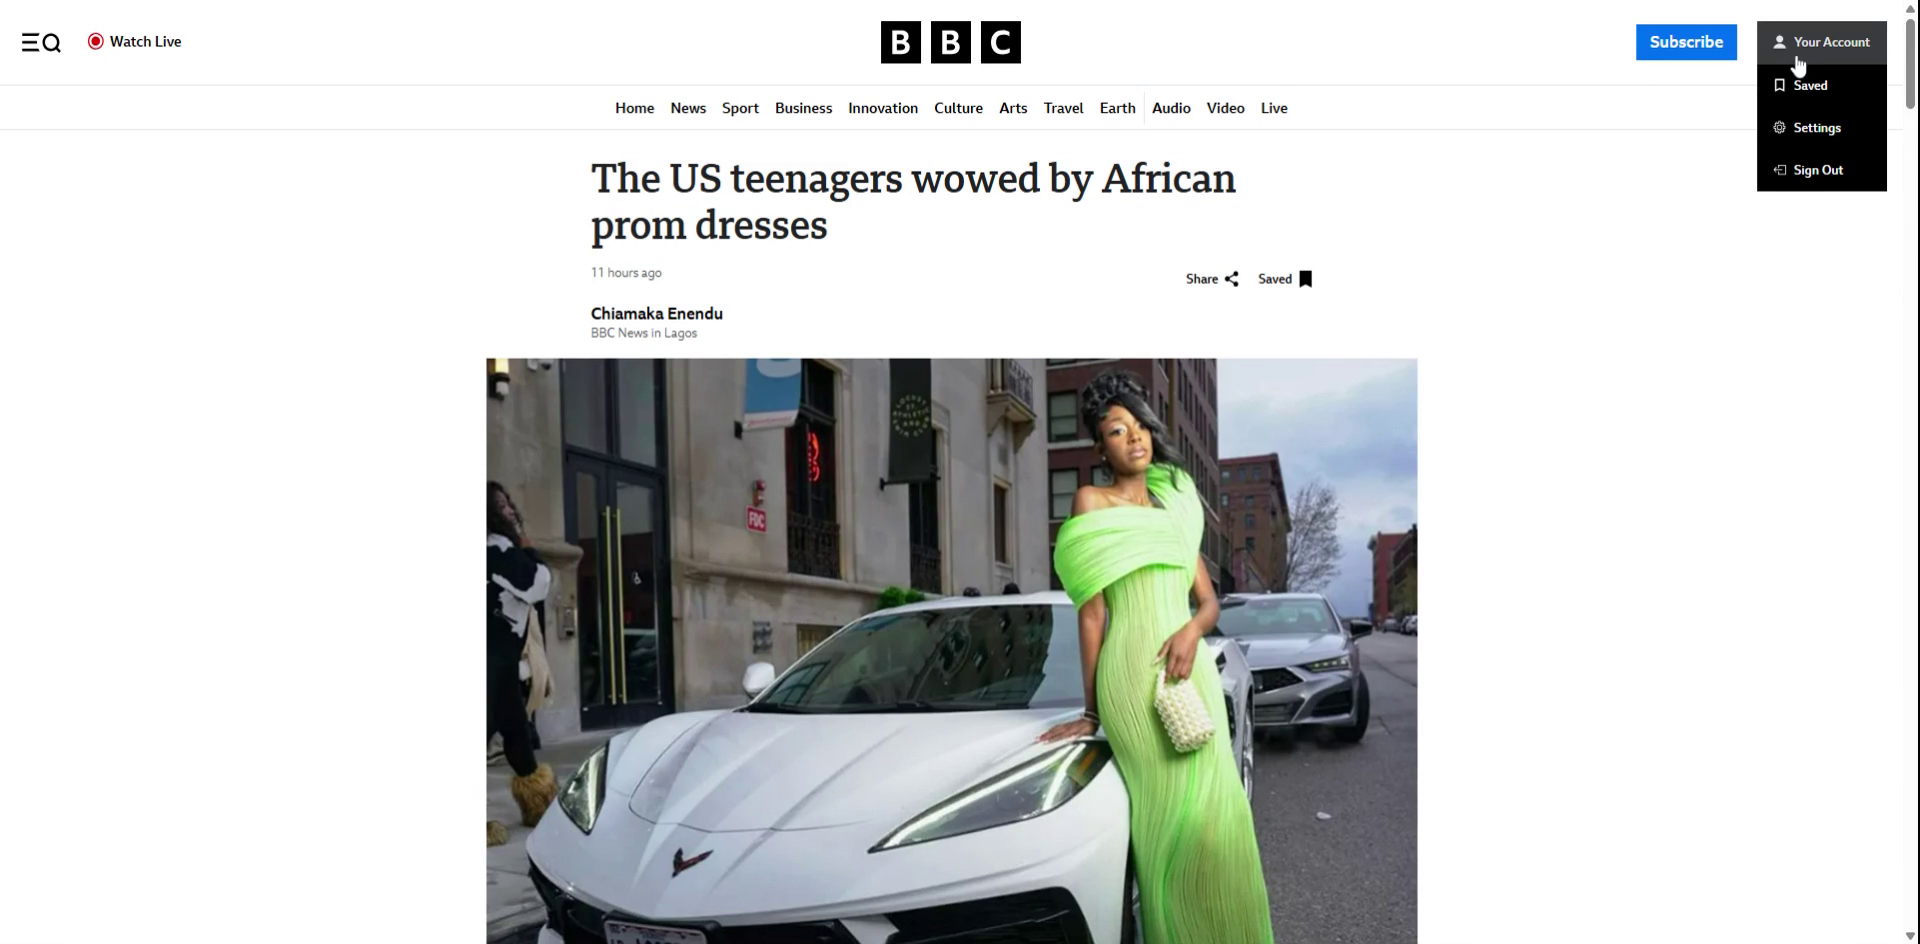 Watch Live
BBC
Subscribe
Your Account
Saved
Settings
Sign Out
Home News Sport Business Innovation Culture Arts Travel Earth Audio Video Live
The US teenagers wowed by African
prom dresses
11 hours ago
Share Saved
Chiamaka Enendu
BBC News in Lagos
FDC